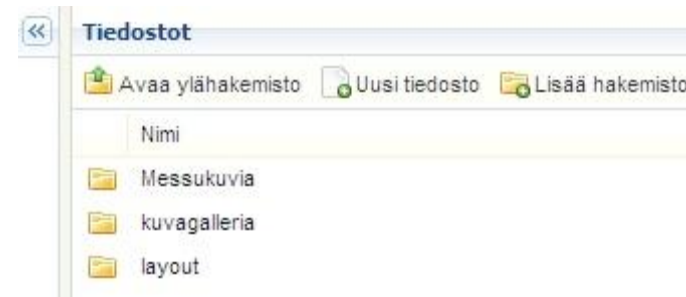 Tiedostot
Avaa ylähakemisto Uusi tiedosto Lisää hakemisto
Nimi
Messukuvia
kuvagalleria
layout